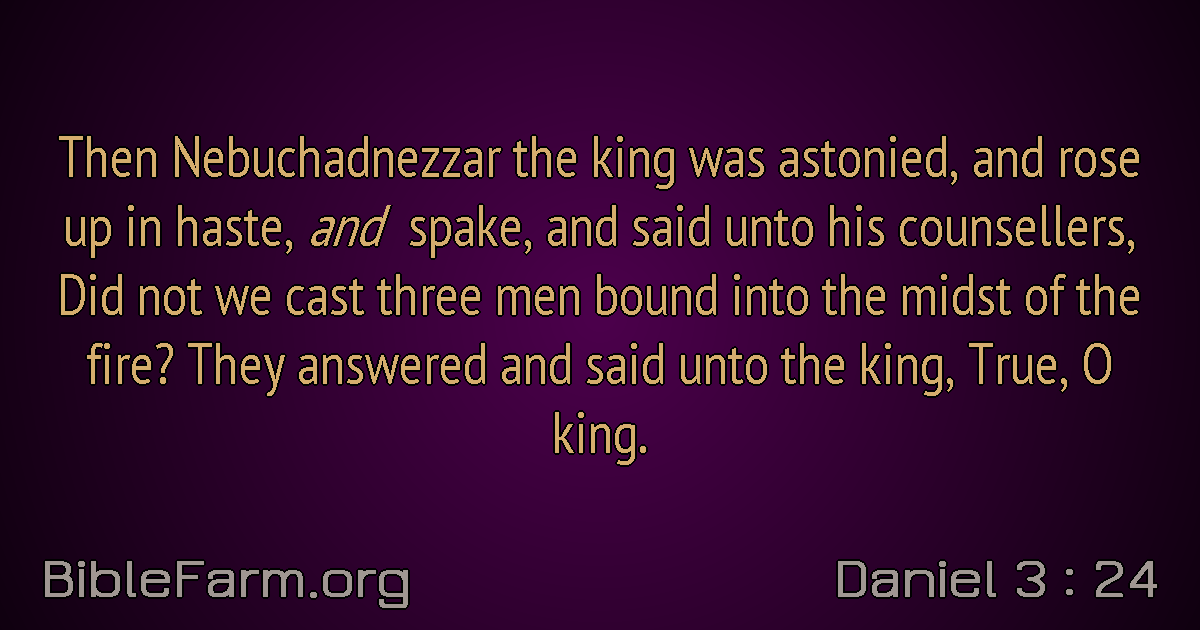 Then Nebuchadnezzar the king was astonied, and rose
up in haste, and spake, and said unto his counsellers,
Did not we cast three men bound into the midst of the
fire? They answered and said unto the king, True, O
king.
BibleFarm.org
Daniel 3 : 24